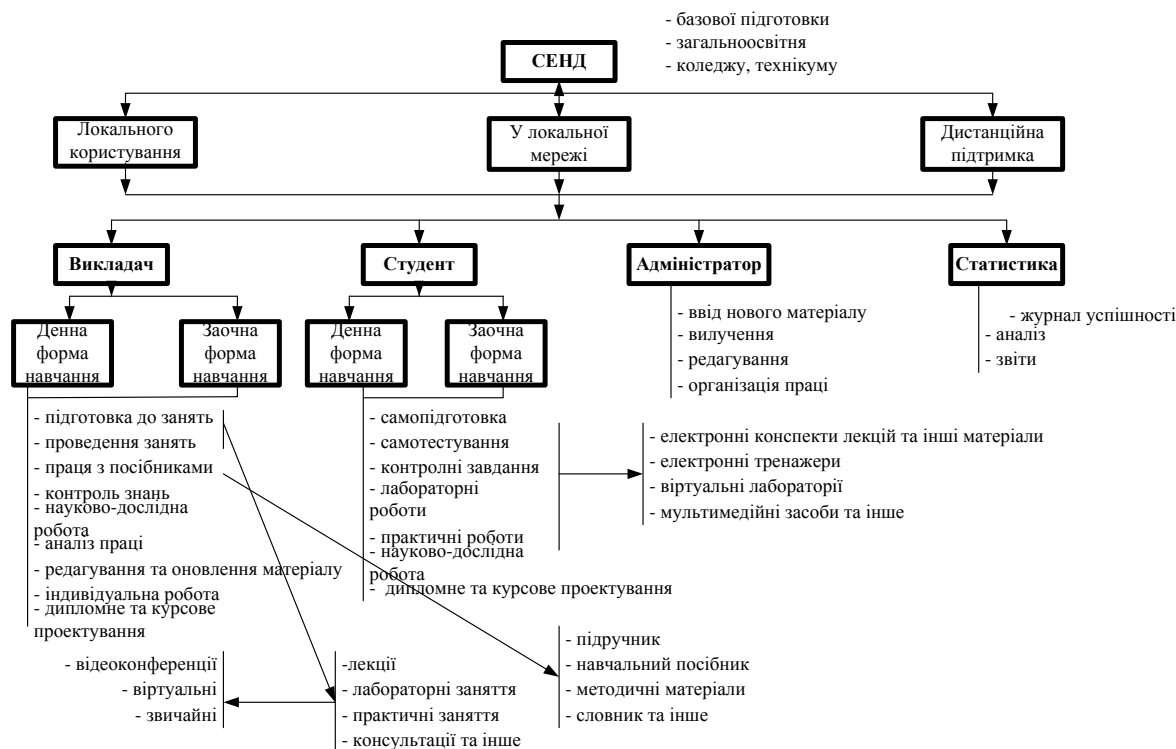 - базової підготовки
- загальноосвітня
- коледжу, технікуму
СЕНД
Локального
користування
У локальної
мережі
Дистанційна
підтримка
Викладач
Студент
Адміністратор
Статистика
Денна
форма
навчання
Заочна
форма
навчання
Денна
форма
навчання
Заочна
форма
навчання
- ввід нового матеріалу
- вилучення
- редагування
- організація праці
- журнал успішності
- аналіз
- звіти
- підготовка до занять
- проведення занять
- праця з посібниками
- контроль знань
- науково-дослідна
робота
- аналіз праці
- редагування та оновлення матеріалу
- індивідуальна робота
- дипломне та курсове
проектування
- самопідготовка
- самотестування
- контролні завдання
- лабораторні
роботи
- практичні роботи
- науково-дослідна
робота
- дипломне та курсове проектування
- електронні конспекти лекцій та інші матеріали
- електронні тренажери
- віртуальні лабораторії
- мультимедійні засоби та інше
- відеоконференції
- віртуальні
- звичайні
-лекції
- лабораторні заняття
- практичні заняття
- консультації та інше
- підручник
- навчальний посібник
- методичні матеріали
- словник та інше